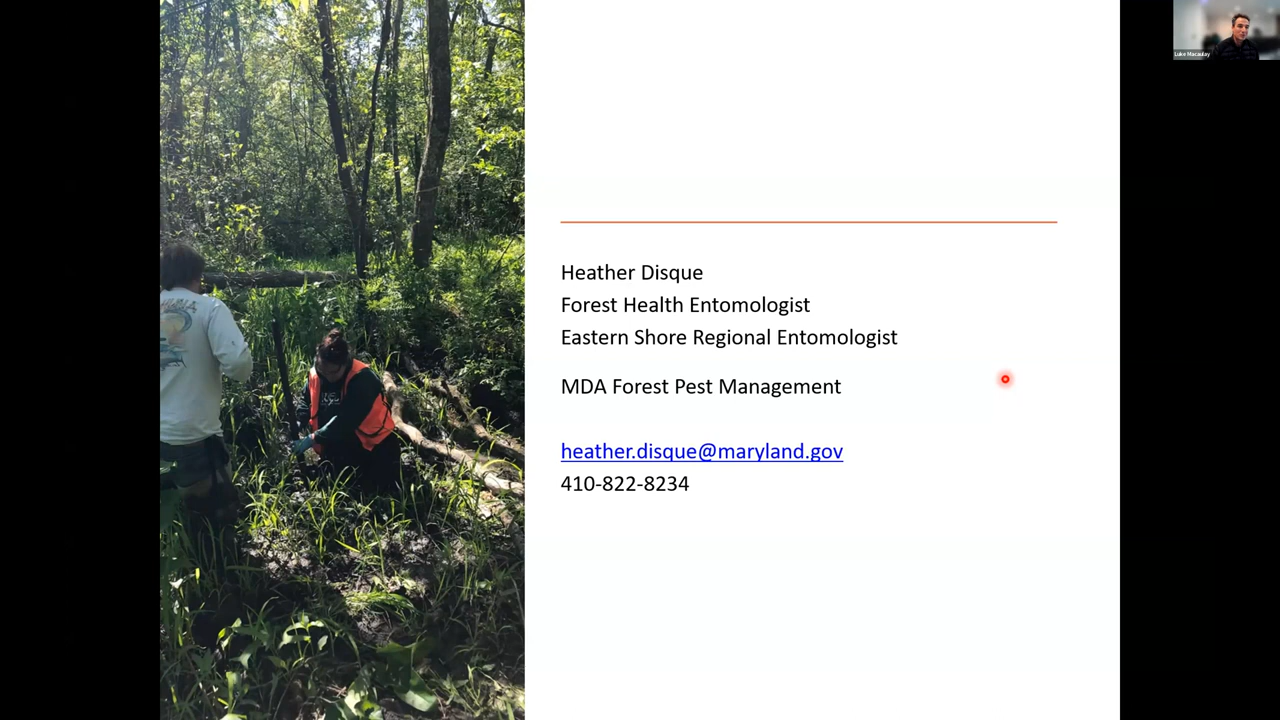 Luke Macaulay
Heather Disque
Forest Health Entomologist
Eastern Shore Regional Entomologist
MDA Forest Pest Management
heather.disque@maryland.gov
410-822-8234